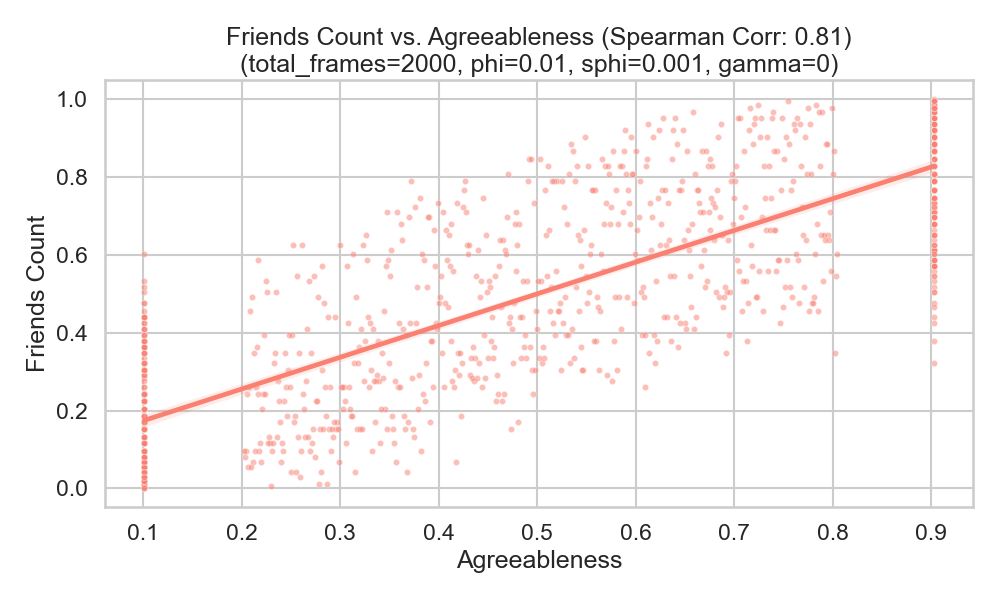 Friends Count vs. Agreeableness (Spearman Corr: 0.81)
(total_frames=2000, phi=0.01, sphi=0.001, gamma=0)
Friends Count
1.0
0.8
0.6
0.4
0.2
0.0
0.1 0.2 0.3 0.4 0.5 0.6 0.7 0.8 0.9
Agreeableness